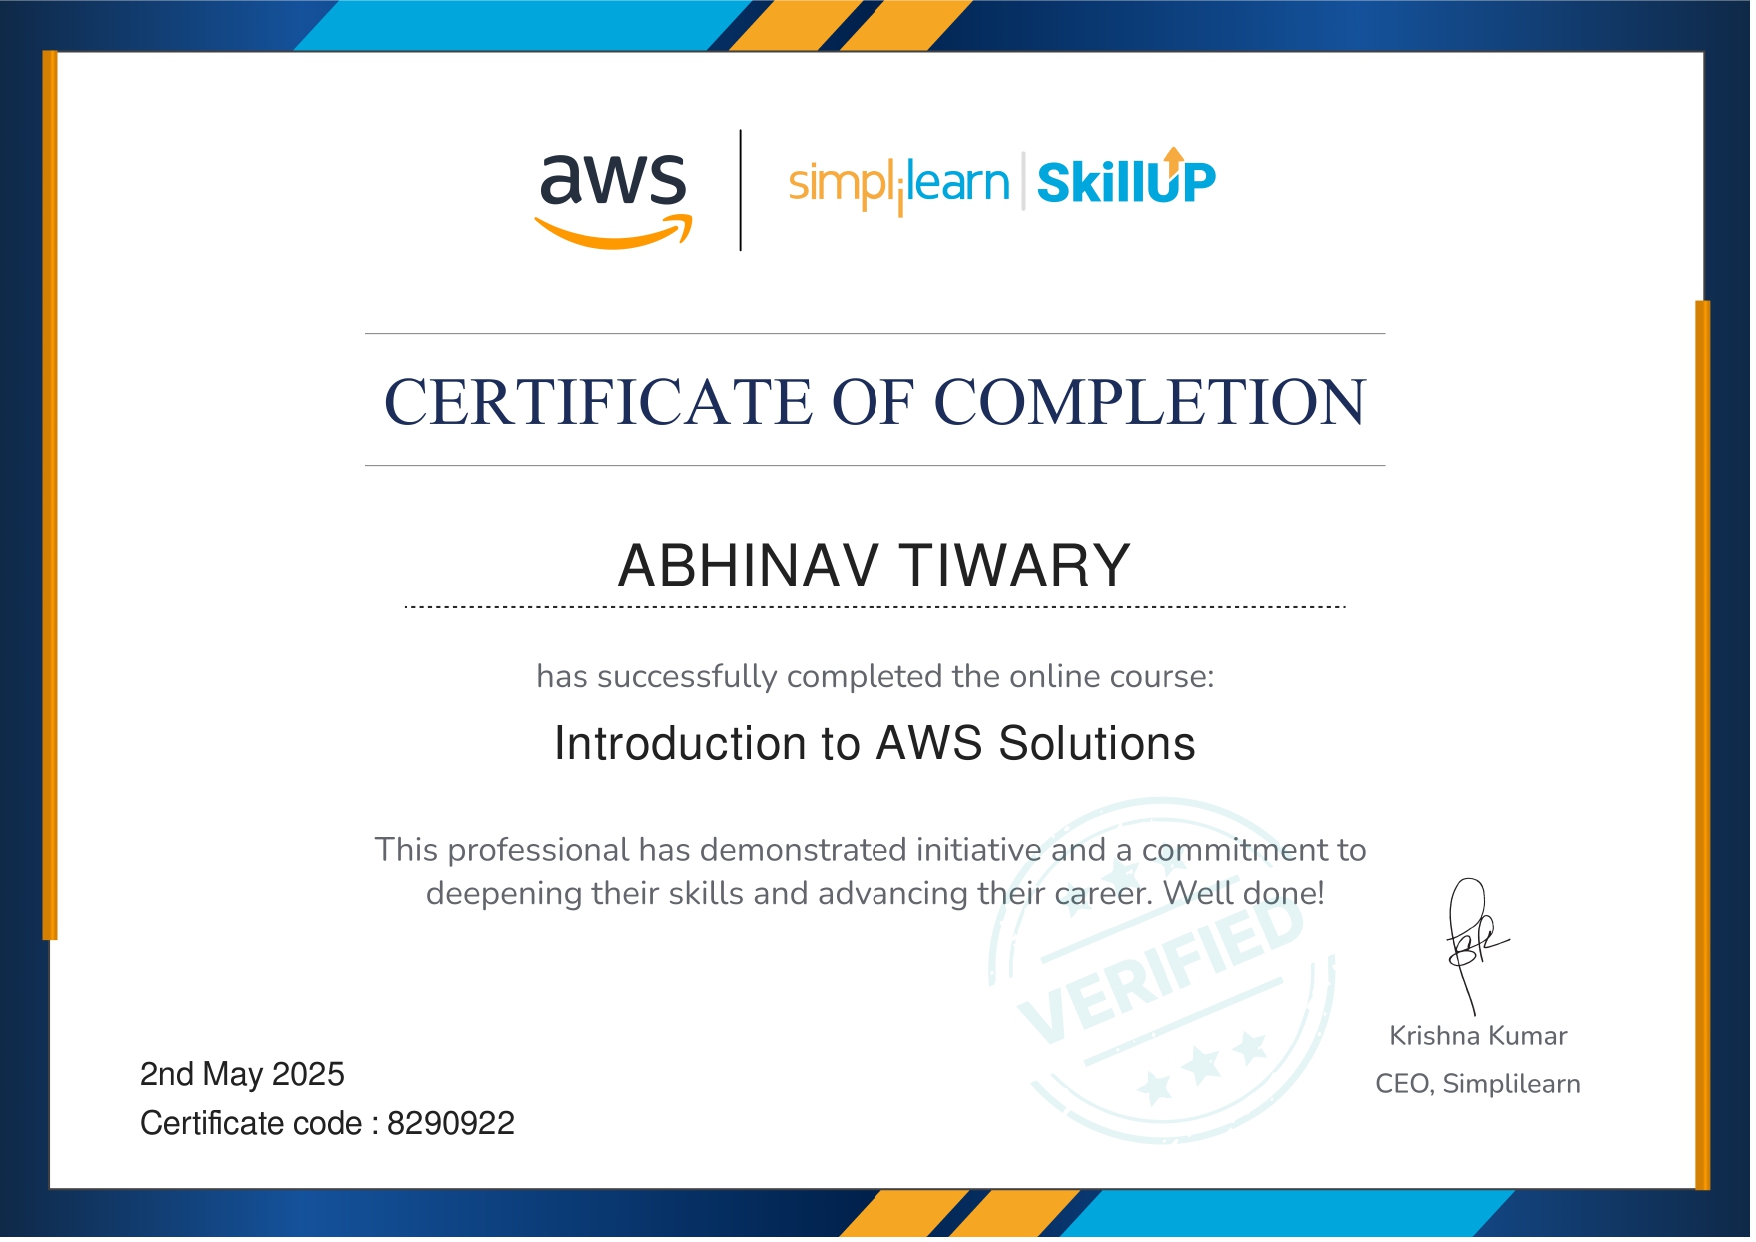 aws
simplilearn | SkillUP
CERTIFICATE OF COMPLETION
ABHINAV TIWARY
has successfully completed the online course:
Introduction to AWS Solutions
This professional has demonstrated initiative and a commitment to
deepening their skills and advancing their career. Well done!
VERIFIED
Krishna Kumar
CEO, Simplilearn
2nd May 2025
Certificate code : 8290922